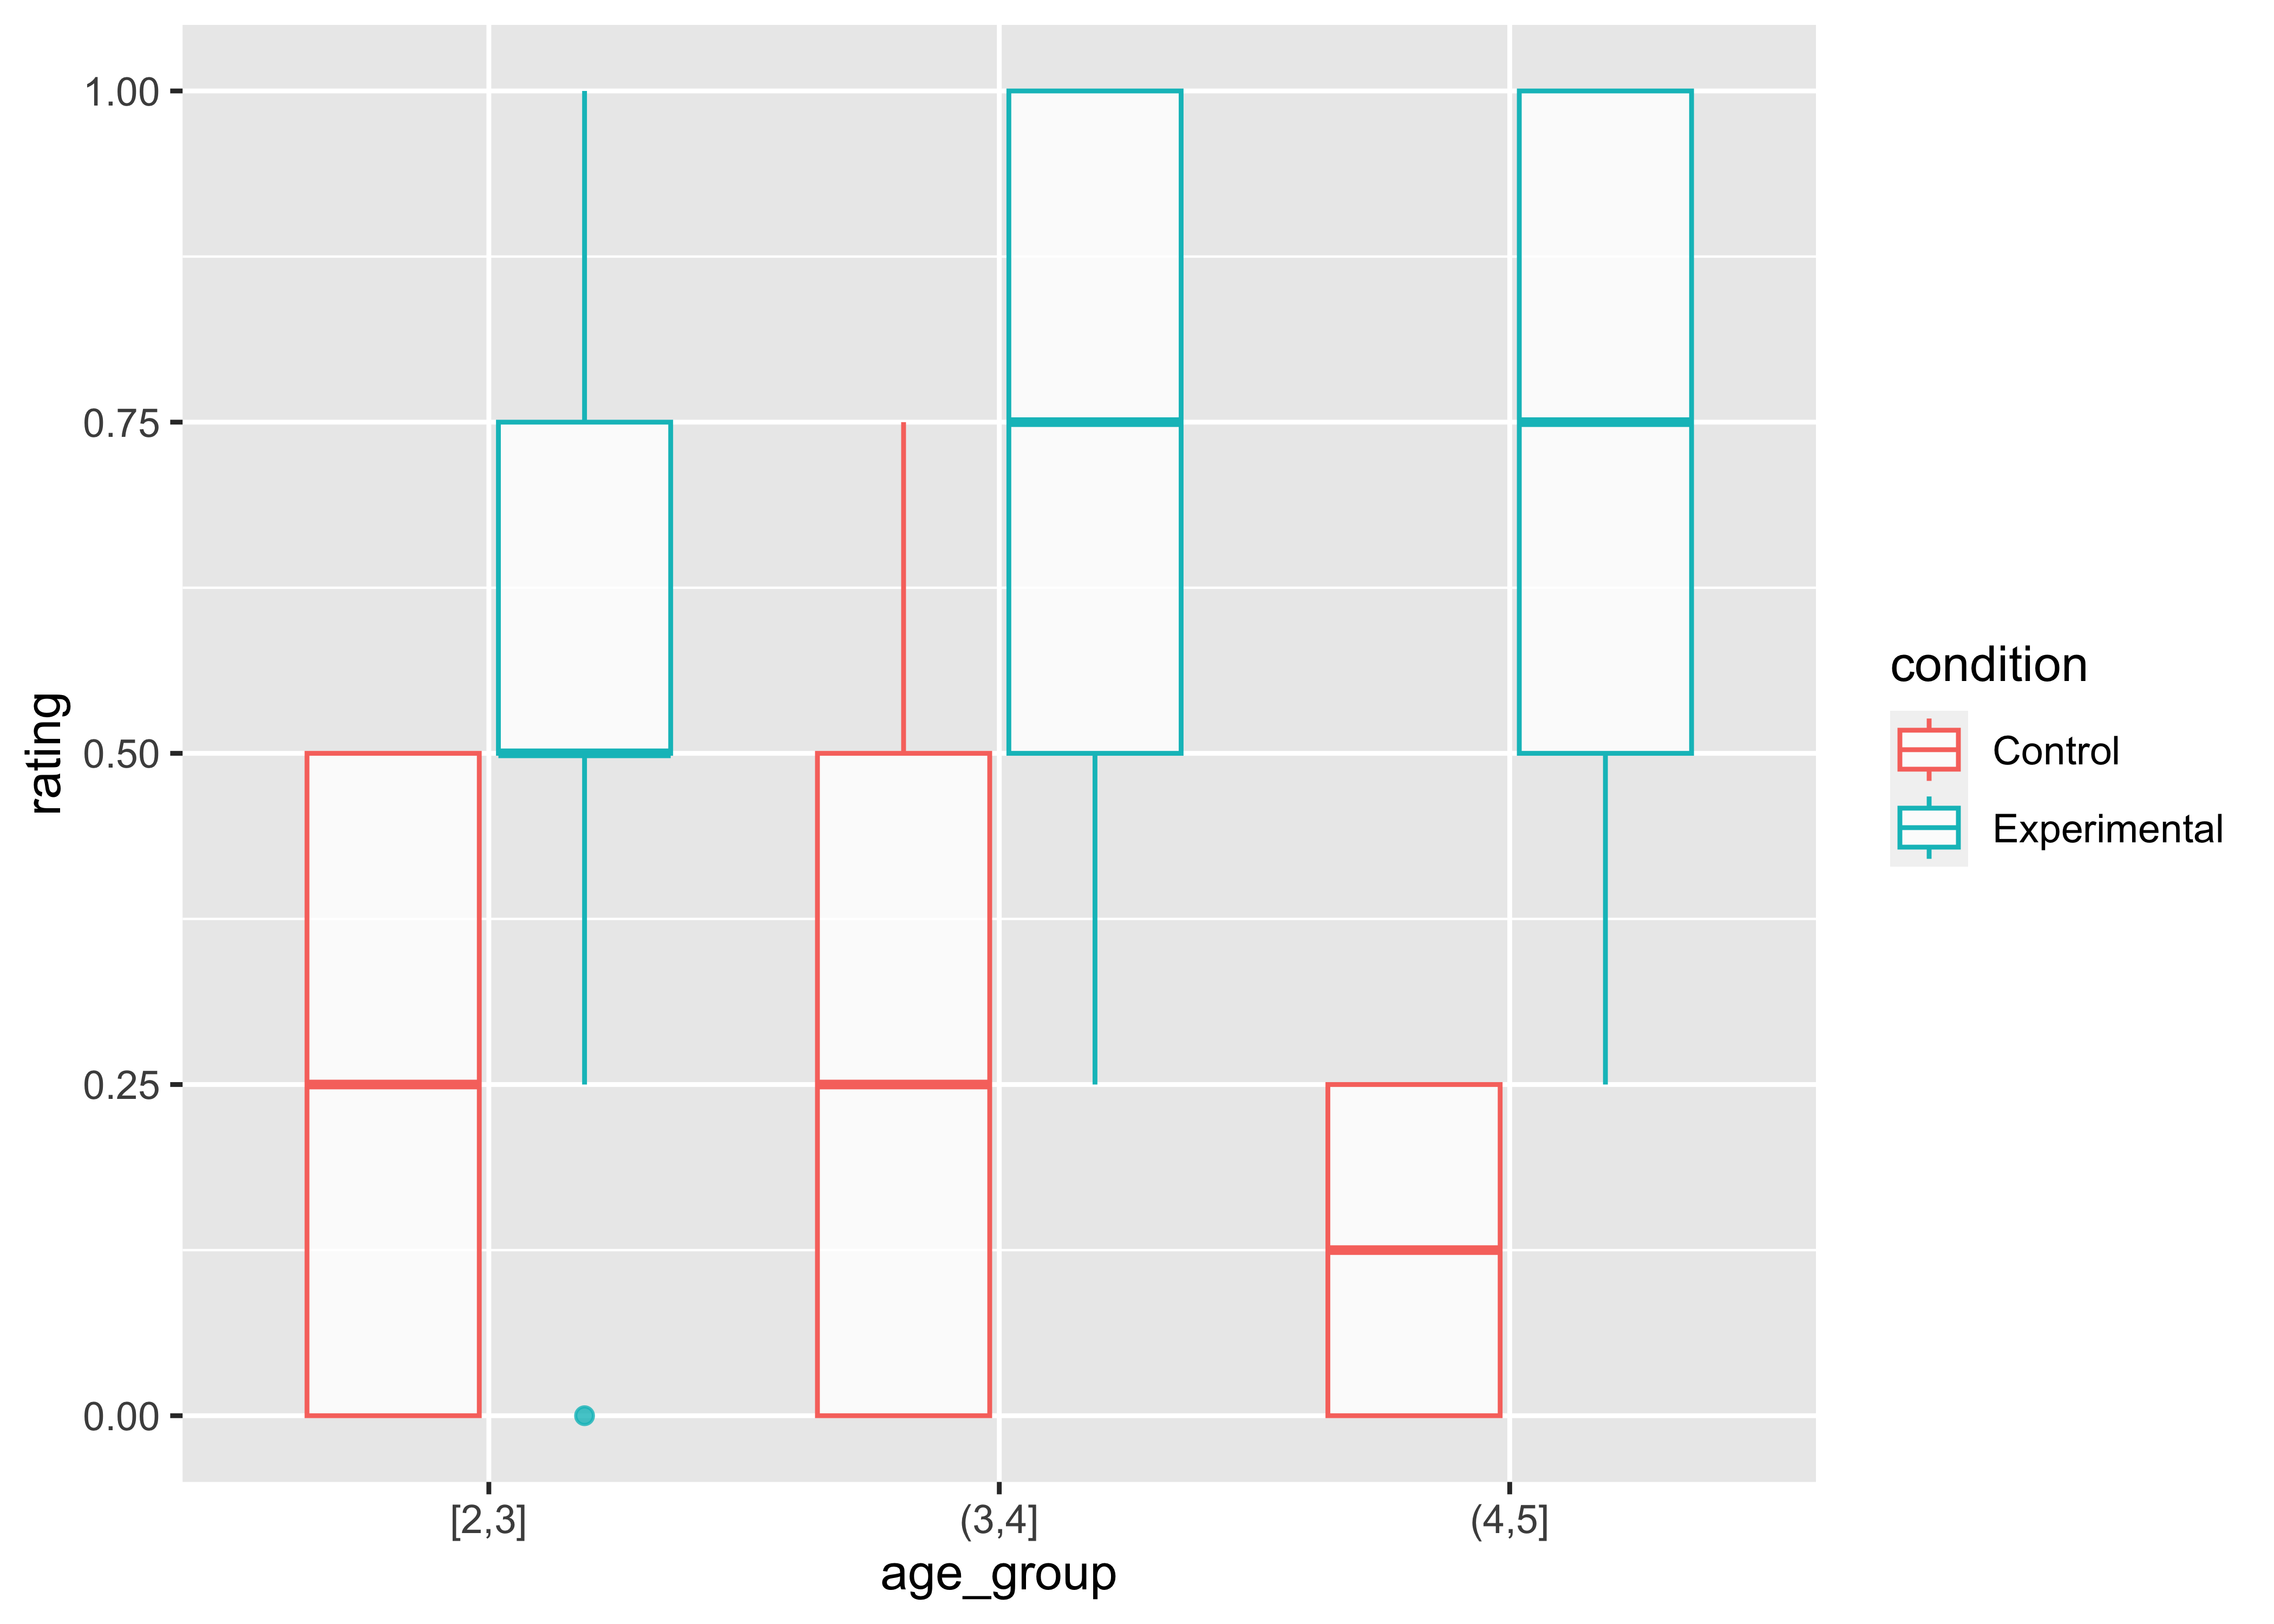 1.00
0.75
0.50
0.25
0.00
rating
[2,3]
(3,4]
(4,5]
age_group
condition
Control
Experimental